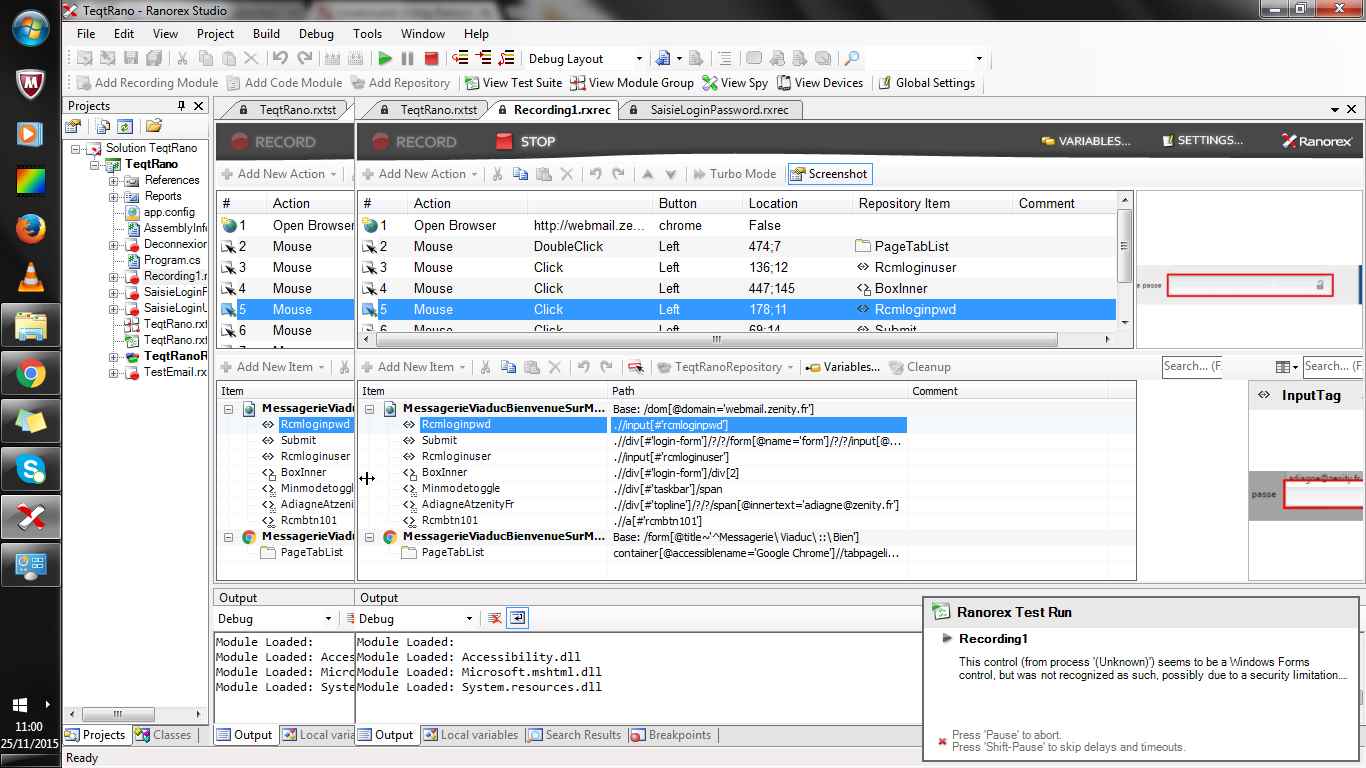 TeqtRano - Ranorex Studio
File Edit View Project Build Debug Tools Window Help
Debug Layout
Add Recording Module Add Code Module Add Repository View Test Suite View Module Group View Spy View Devices Global Settings
Projects
Solution TeqtRano
TeqtRano
References
Reports
app.config
AssemblyInfo
Deconnexion
Program.cs
Recording1.r
SaisieLoginF
SaisieLoginU
TeqtRano.rxt
TeqtRano.rx
TeqtRanoR
TestEmail.rx
Projects Classes
TeqtRano.rxtst
TeqtRano.rxtst Recording1.rxrec SaisieLoginPassword.rxrec
RECORD
RECORD STOP VARIABLES... SETTINGS... Ranorex
Add New Action
Add New Action Turbo Mode Screenshot
# Action
1 Open Browser
2 Mouse
3 Mouse
4 Mouse
5 Mouse
6 Mouse
# Action Button Location Repository Item Comment
1 Open Browser http://webmail.ze... chrome False
2 Mouse DoubleClick Left 474;7 PageTabList
3 Mouse Click Left 136;12 Rcmloginuser
4 Mouse Click Left 447;145 BoxInner
5 Mouse Click Left 178;11 Rcmloginpwd
6 Mouse Click Left 69;14 Submit
e passe
Add New Item
Add New Item TeqtRanoRepository Variables... Cleanup Search... (F Search... (F
Item
MessagerieViaduc
Rcmloginpwd
Submit
Rcmloginuser
BoxInner
Minmodetoggle
AdiagneAtzeni
Rcmbtn101
MessagerieViaduc
PageTabList
Item Path Comment
MessagerieViaducBienvenueSurM... Base: /dom[@domain='webmail.zenity.fr']
Rcmloginpwd .//input[#'rcmloginpwd']
Submit .//div[#'login-form']/?/?/form[@name='form']/?/?/input[@...
Rcmloginuser .//input[#'rcmloginuser']
BoxInner .//div[#'login-form']/div[2]
Minmodetoggle .//div[#'taskbar']/span
AdiagneAtzenityFr .//div[#'topline']/?/?/span[@innertext='adiagne@zenity.fr']
Rcmbtn101 .//a[#'rcmbtn101']
MessagerieViaducBienvenueSurM... Base: /form[@title~'^Messagerie\ Viaduc\ ::\ Bien']
PageTabList container[@accessiblename='Google Chrome']//tabpageli...
InputTag
adiagne@zenity.fr
passe
Output
Debug
Module Loaded:
Module Loaded: Acces
Module Loaded: Micro
Module Loaded: Syste
Output Local varia
Output
Debug
Module Loaded:
Module Loaded: Accessibility.dll
Module Loaded: Microsoft.mshtml.dll
Module Loaded: System.resources.dll
Output Local variables Search Results Breakpoints
Ranorex Test Run
Recording1
This control (from process '(Unknown)') seems to be a Windows Forms
control, but was not recognized as such, possibly due to a security limitation...
Press 'Pause' to abort.
Press 'Shift-Pause' to skip delays and timeouts.
Ready
11:00
25/11/2015